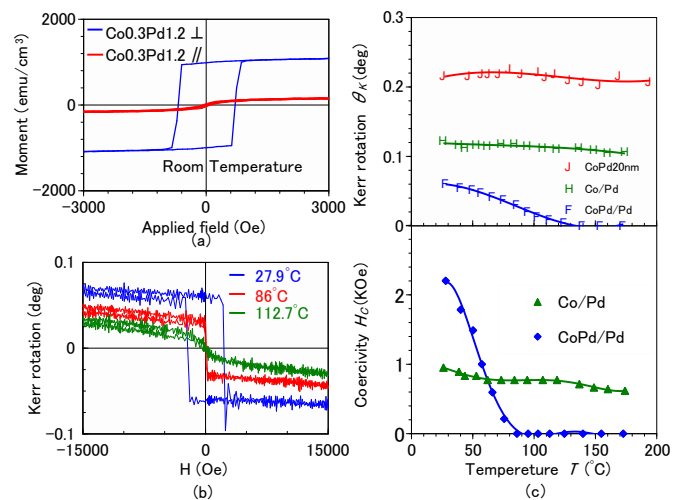 (a)
2000
0
-2000
Moment (emu/cm³)
Co0.3Pd1.2 ⊥
Co0.3Pd1.2 //
Room Temperature
-3000
0
3000
Applied field (Oe)
(a)
0.1
0
-0.1
Kerr rotation (deg)
27.9°C
86°C
112.7°C
-15000
0
15000
H (Oe)
(b)
(c)
0.3
0.2
0.1
0
Kerr rotation θK(deg)
J CoPd20nm
H Co/Pd
F CoPd/Pd
2
1
0
Coercivity HC(KOe)
Co/Pd
CoPd/Pd
0
50
100
150
200
Tempereture T (°C)
(c)